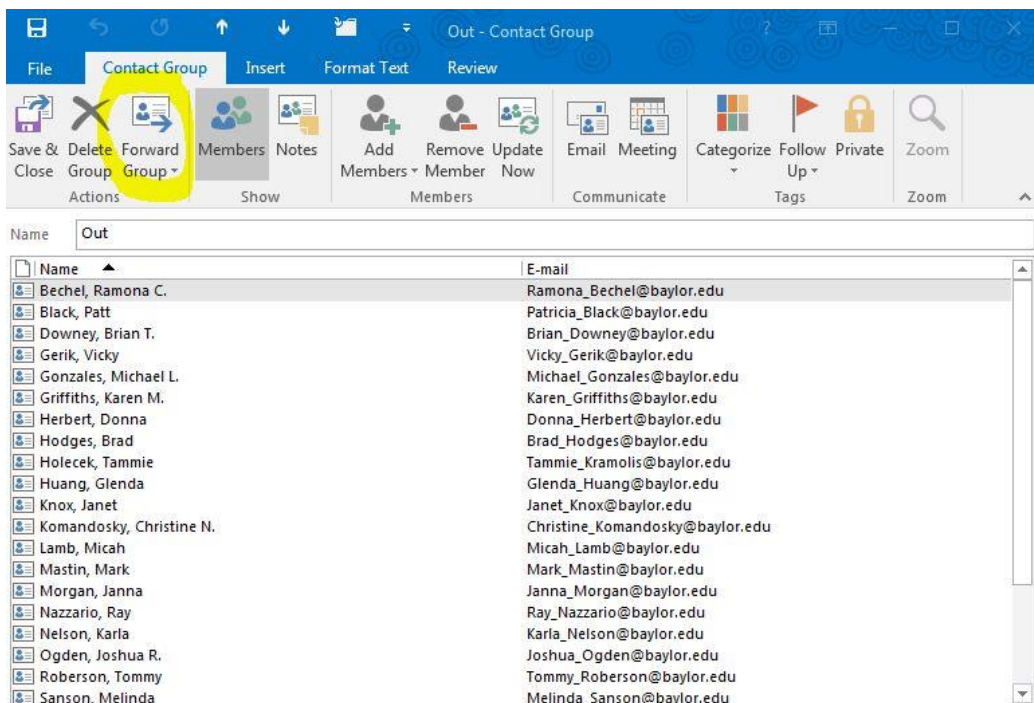 Out - Contact Group
?
File Contact Group Insert Format Text Review
Save & Delete Forward Members Notes Add Remove Update Email Meeting Categorize Follow Private Zoom
Close Group Group Members Member Now Up
Actions Show Members Communicate Tags Zoom
Name Out
Name E-mail
Bechel, Ramona C. Ramona_Bechel@baylor.edu
Black, Patt Patricia_Black@baylor.edu
Downey, Brian T. Brian_Downey@baylor.edu
Gerik, Vicky Vicky_Gerik@baylor.edu
Gonzales, Michael L. Michael_Gonzales@baylor.edu
Griffiths, Karen M. Karen_Griffiths@baylor.edu
Herbert, Donna Donna_Herbert@baylor.edu
Hodges, Brad Brad_Hodges@baylor.edu
Holecek, Tammie Tammie_Kramolis@baylor.edu
Huang, Glenda Glenda_Huang@baylor.edu
Knox, Janet Janet_Knox@baylor.edu
Komandosky, Christine N. Christine_Komandosky@baylor.edu
Lamb, Micah Micah_Lamb@baylor.edu
Mastin, Mark Mark_Mastin@baylor.edu
Morgan, Janna Janna_Morgan@baylor.edu
Nazzario, Ray Ray_Nazzario@baylor.edu
Nelson, Karla Karla_Nelson@baylor.edu
Ogden, Joshua R. Joshua_Ogden@baylor.edu
Roberson, Tommy Tommy_Roberson@baylor.edu
Sanson, Melinda Melinda_Sanson@baylor.edu